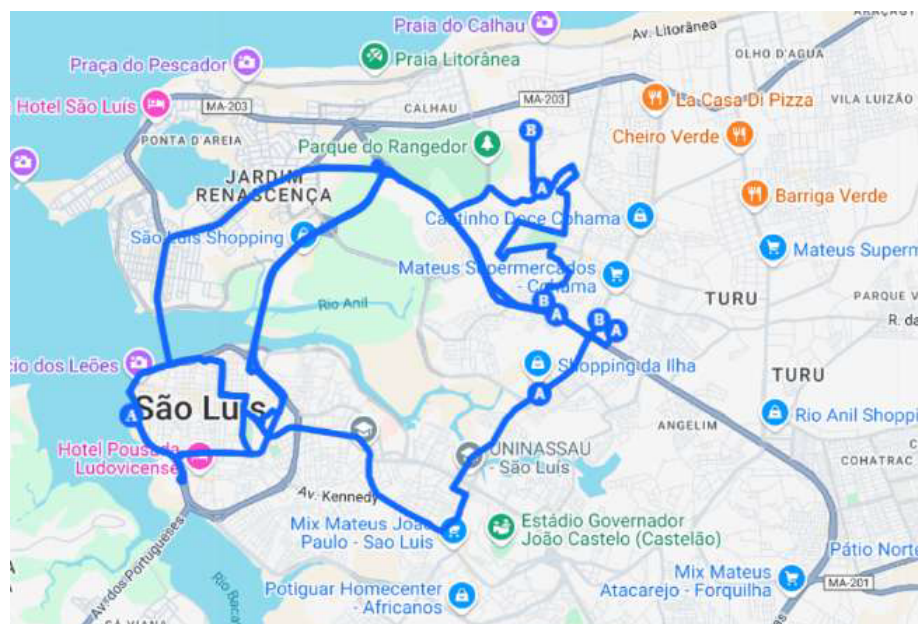 Praia do Calhau
Av. Litorânea
OLHO D'AGUA
Praça do Pescador
Praia Litorânea
Hotel São Luís
MA-203
CALHAU
MA-203
La Casa Di Pizza
VILA LUIZÃO
PONTA D'AREIA
Parque do Rangedor
B
Cheiro Verde
JARDIM
RENASCENÇA
A
Barriga Verde
Cantinho Doce Cohama
São Luís Shopping
Mateus Superm
Mateus Supermercados
- Cohama
Rio Anil
B
A
TURU
PARQUE V
R. da
B
A
cio dos Leões
Shopping da Ilha
TURU
A
A
São Luís
Rio Anil Shoppi
ANGELIM
Hotel Pousada
Ludovicense
UNINASSAU
- São Luís
COHATRAC
Av. Kennedy
Mix Mateus João
Paulo - Sao Luis
Estádio Governador
João Castelo (Castelão)
Av. dos Portugueses
Pátio Norte
Rio Bac
Potiguar Homecenter
- Africanos
Mix Mateus
Atacarejo - Forquilha
MA-201
SÁ VIANA